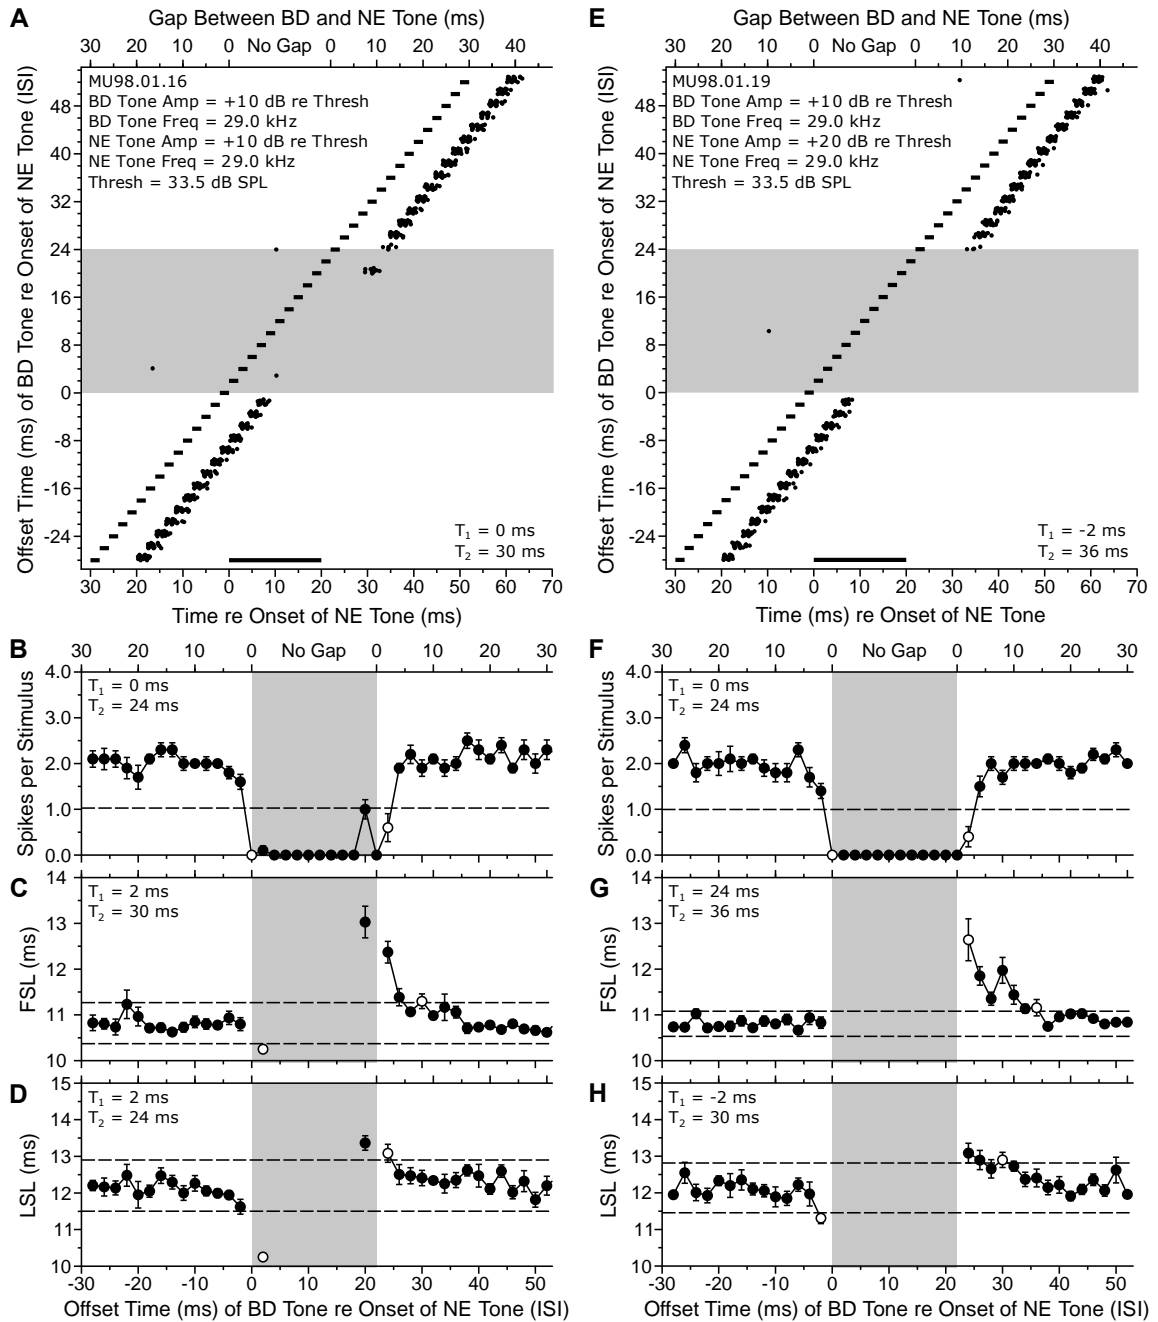 A
Gap Between BD and NE Tone (ms)
30 20 10 0 No Gap 0 10 20 30 40
Offset Time (ms) of BD Tone re Onset of NE Tone (ISI)
48
40
32
24
16
8
0
-8
-16
-24
MU98.01.16
BD Tone Amp = +10 dB re Thresh
BD Tone Freq = 29.0 kHz
NE Tone Amp = +10 dB re Thresh
NE Tone Freq = 29.0 kHz
Thresh = 33.5 dB SPL
T1 = 0 ms
T2 = 30 ms
30 20 10 0 10 20 30 40 50 60 70
Time re Onset of NE Tone (ms)
E
Gap Between BD and NE Tone (ms)
30 20 10 0 No Gap 0 10 20 30 40
Offset Time (ms) of BD Tone re Onset of NE Tone (ISI)
48
40
32
24
16
8
0
-8
-16
-24
MU98.01.19
BD Tone Amp = +10 dB re Thresh
BD Tone Freq = 29.0 kHz
NE Tone Amp = +20 dB re Thresh
NE Tone Freq = 29.0 kHz
Thresh = 33.5 dB SPL
T1 = -2 ms
T2 = 36 ms
30 20 10 0 10 20 30 40 50 60 70
Time (ms) re Onset of NE Tone
B
30 20 10 0 No Gap 0 10 20 30
Spikes per Stimulus
4.0
3.0
2.0
1.0
0.0
T1 = 0 ms
T2 = 24 ms
C
FSL (ms)
14
13
12
11
10
T1 = 2 ms
T2 = 30 ms
D
LSL (ms)
15
14
13
12
11
10
T1 = 2 ms
T2 = 24 ms
-30 -20 -10 0 10 20 30 40 50
Offset Time (ms) of BD Tone re Onset of NE Tone (ISI)
F
30 20 10 0 No Gap 0 10 20 30
Spikes per Stimulus
4.0
3.0
2.0
1.0
0.0
T1 = 0 ms
T2 = 24 ms
G
FSL (ms)
14
13
12
11
10
T1 = 24 ms
T2 = 36 ms
H
LSL (ms)
15
14
13
12
11
10
T1 = -2 ms
T2 = 30 ms
-30 -20 -10 0 10 20 30 40 50
Offset Time (ms) of BD Tone re Onset of NE Tone (ISI)